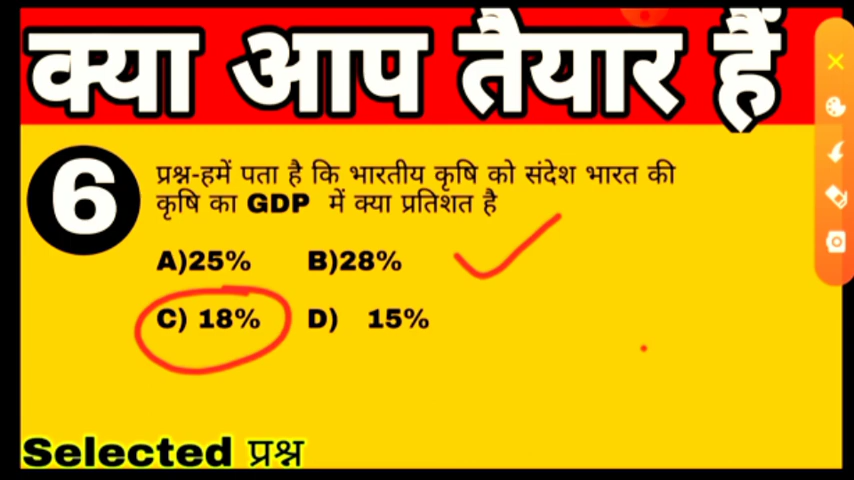 क्या आप तैयार हैं
6
प्रश्न-हमें पता है कि भारतीय कृषि को संदेश भारत की
कृषि का GDP में क्या प्रतिशत है
A)25% B)28%
C) 18% D) 15%
Selected प्रश्न